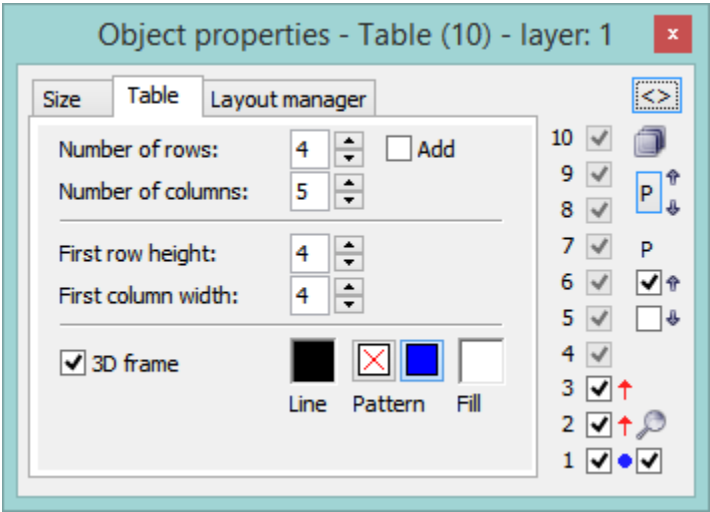 Object properties - Table (10) - layer: 1
x
Size Table Layout manager
<>
Number of rows: 4 Add
Number of columns: 5
First row height: 4
First column width: 4
3D frame
Line Pattern Fill
10
9
P
8
7 P
6
5
4
3
2
1